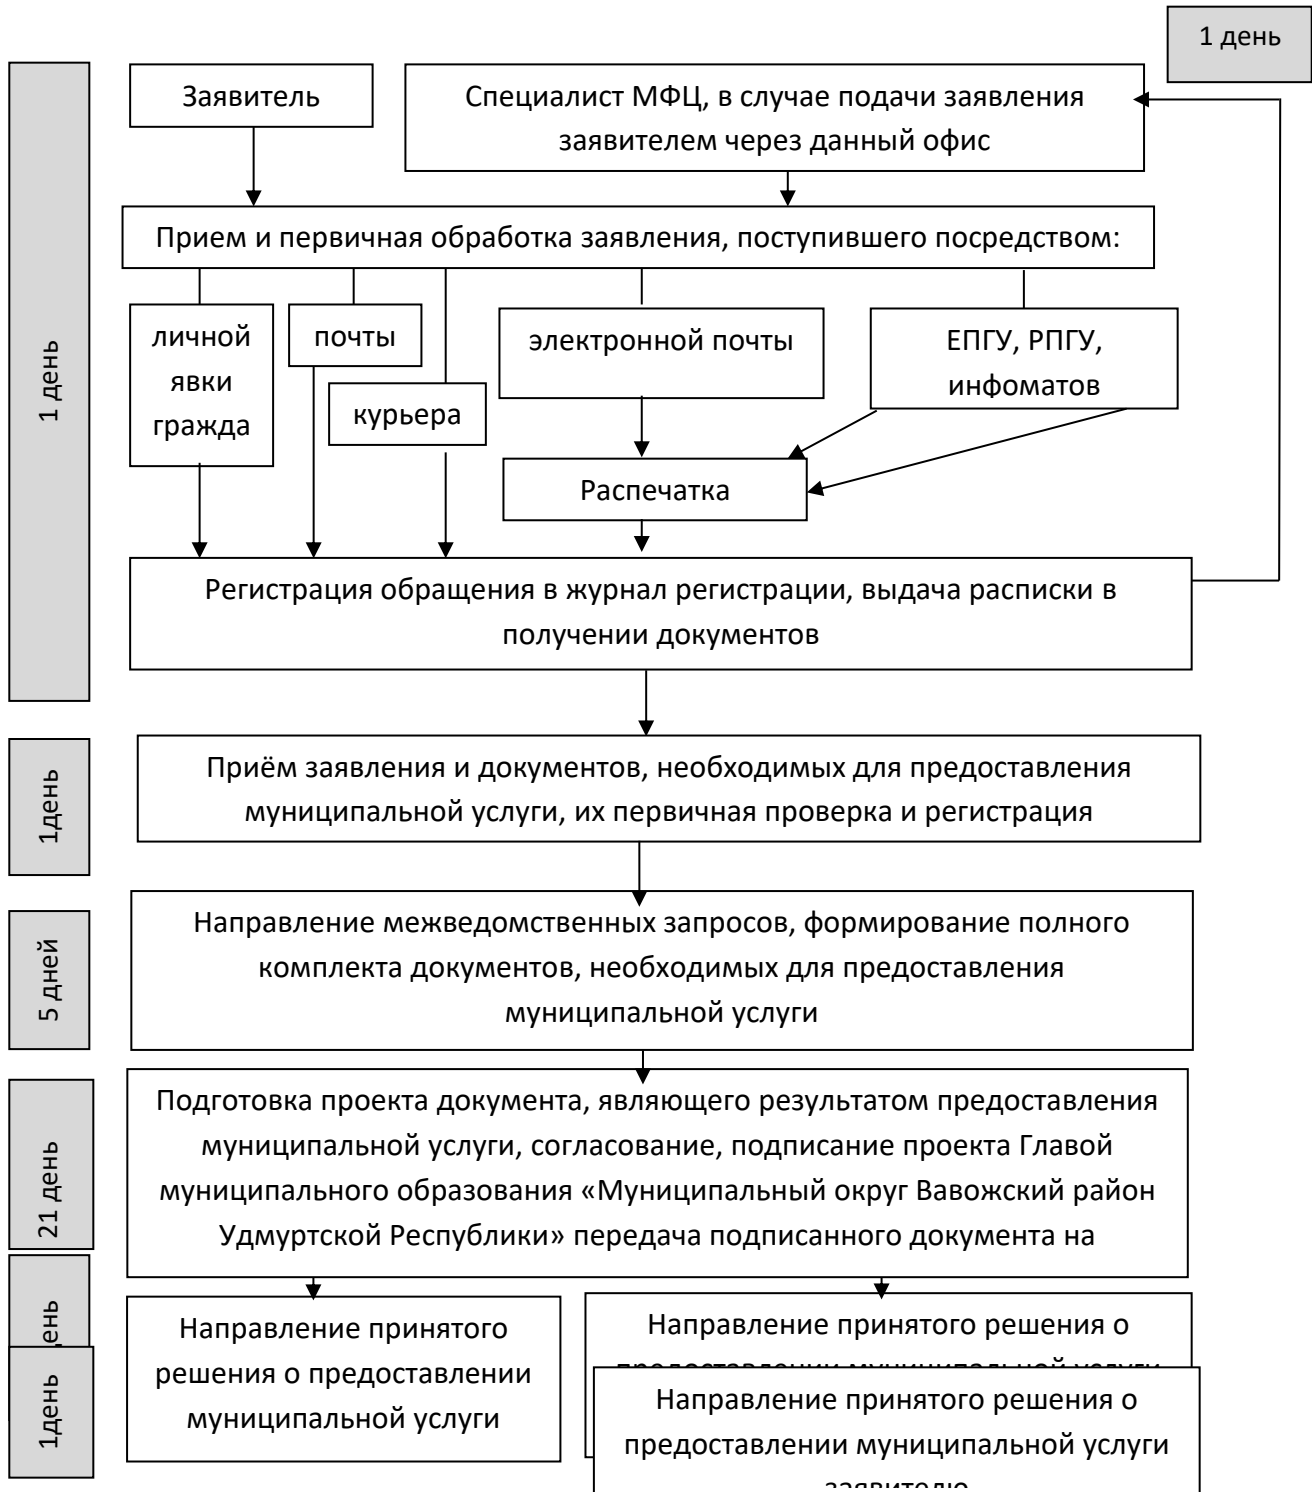 1 день
Заявитель
Специалист МФЦ, в случае подачи заявления
заявителем через данный офис
1 день
Прием и первичная обработка заявления, поступившего посредством:
личной
явки
гражда
почты
курьера
электронной почты
ЕПГУ, РПГУ,
инфоматов
Распечатка
Регистрация обращения в журнал регистрации, выдача расписки в
получении документов
1день
Приём заявления и документов, необходимых для предоставления
муниципальной услуги, их первичная проверка и регистрация
5 дней
Направление межведомственных запросов, формирование полного
комплекта документов, необходимых для предоставления
муниципальной услуги
21 день
Подготовка проекта документа, являющего результатом предоставления
муниципальной услуги, согласование, подписание проекта Главой
муниципального образования «Муниципальный округ Вавожский район
Удмуртской Республики» передача подписанного документа на
1день
Направление принятого
решения о предоставлении
муниципальной услуги
Направление принятого решения о
предоставлении муниципальной услуги
Направление принятого решения о
предоставлении муниципальной услуги
заявителю